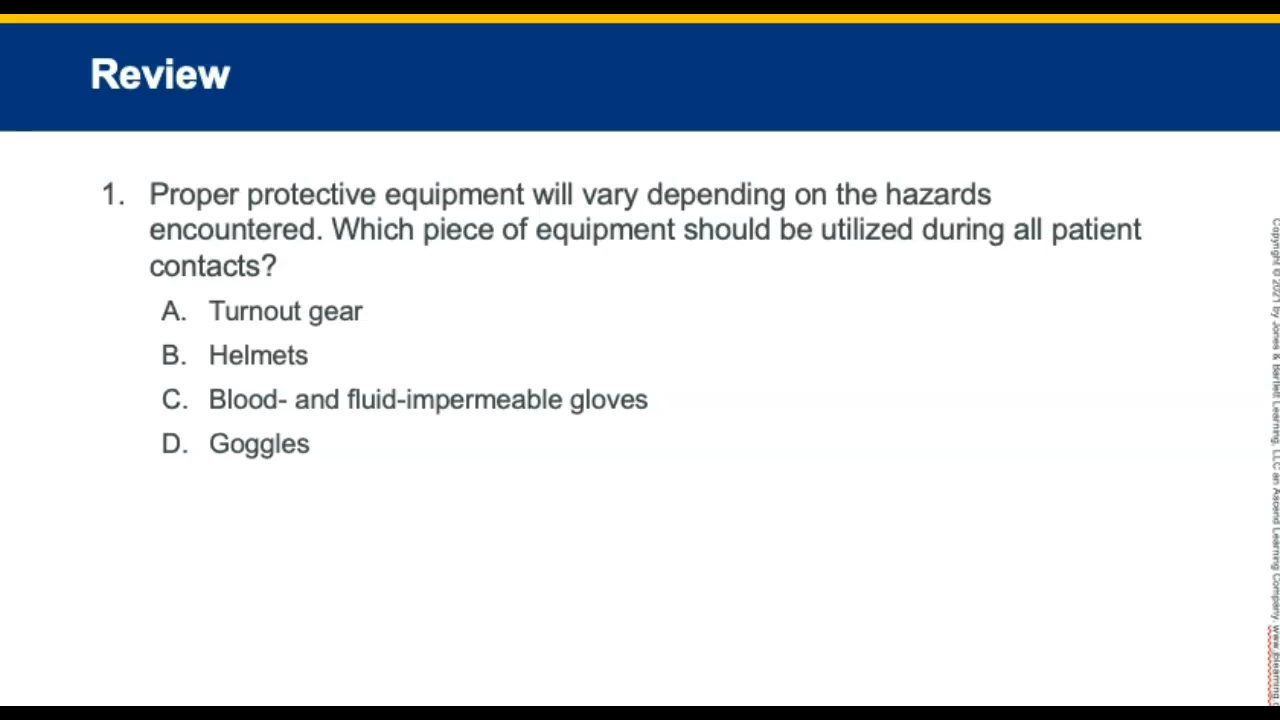 Review
1. Proper protective equipment will vary depending on the hazards
encountered. Which piece of equipment should be utilized during all patient
contacts?
A. Turnout gear
B. Helmets
C. Blood- and fluid-impermeable gloves
D. Goggles
Copyright © 2021 by Jones & Bartlett Learning, LLC an Ascend Learning Company. www.jblearning.c